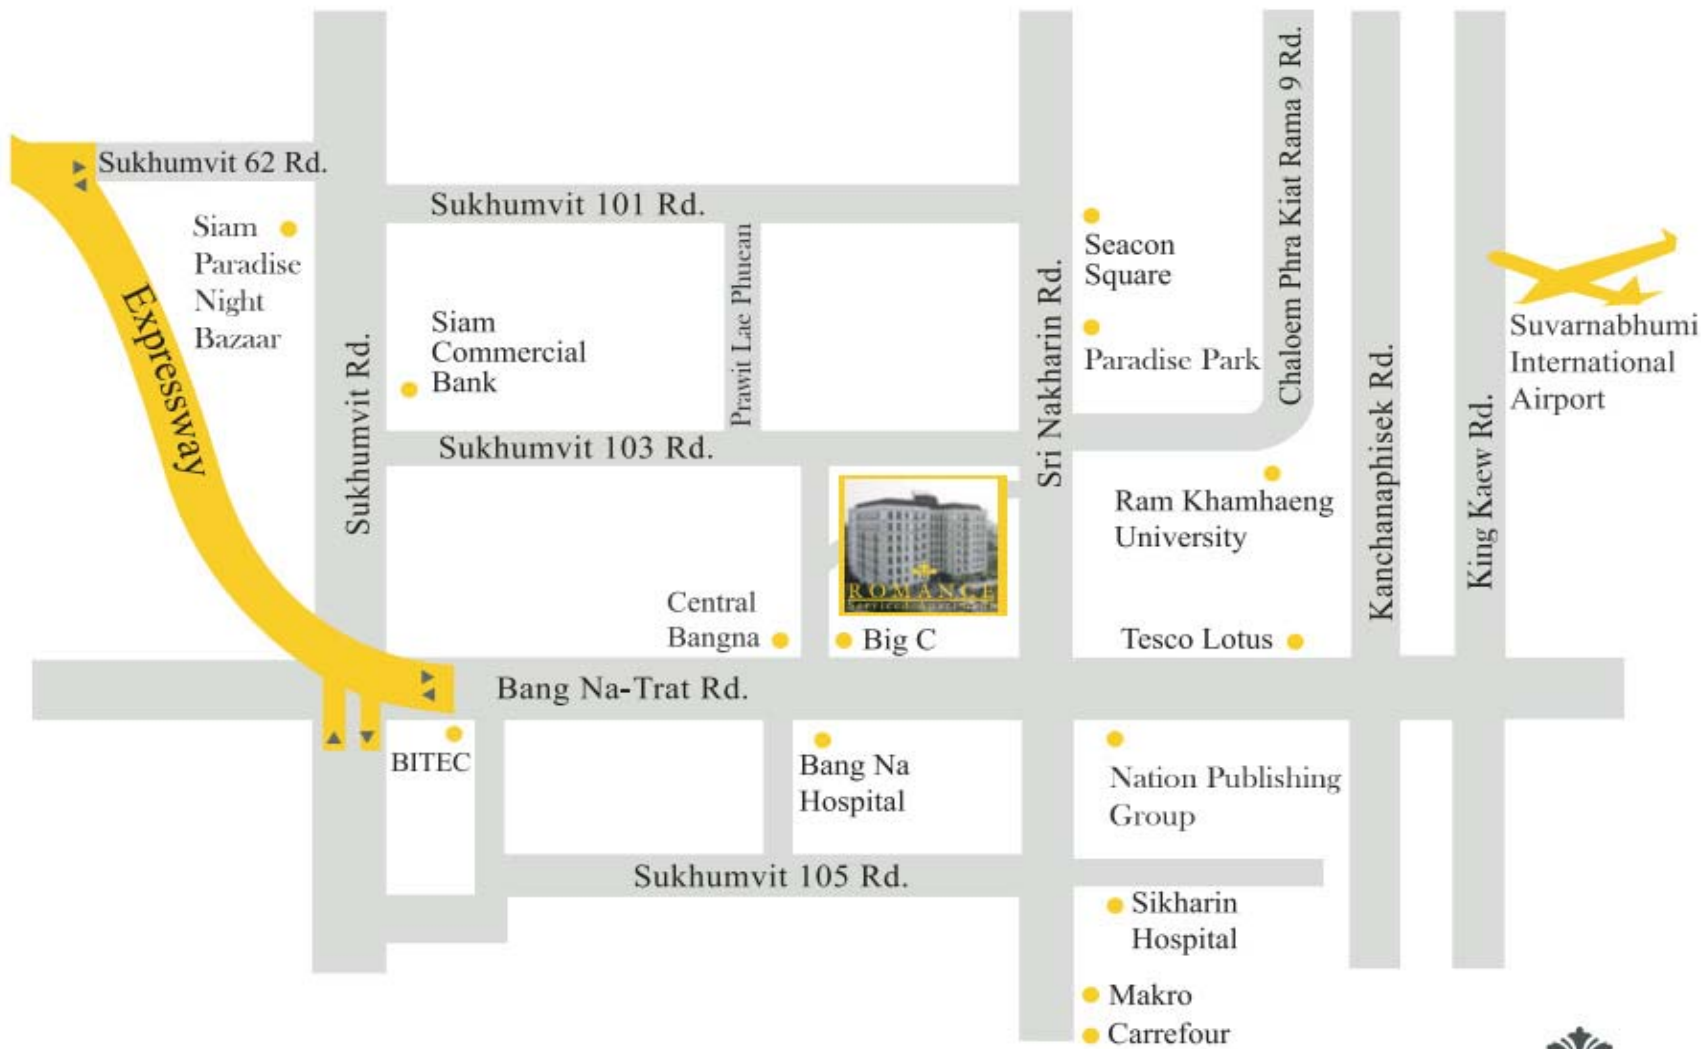 Sukhumvit 62 Rd.
Sukhumvit 101 Rd.
Siam
Paradise
Night
Bazaar
Expressway
Sukhumvit Rd.
Siam
Commercial
Bank
Prawit Lae Phuean
Sukhumvit 103 Rd.
Sri Nakharin Rd.
Seacon
Square
Paradise Park
Chaloem Phra Kiat Rama 9 Rd.
Kanchanaphisek Rd.
King Kaew Rd.
Suvarnabhumi
International
Airport
Ram Khamhaeng
University
ROMANCE
Serviced Apartment
Central
Bangna
Big C
Tesco Lotus
Bang Na-Trat Rd.
BITEC
Bang Na
Hospital
Nation Publishing
Group
Sukhumvit 105 Rd.
Sikharin
Hospital
Makro
Carrefour